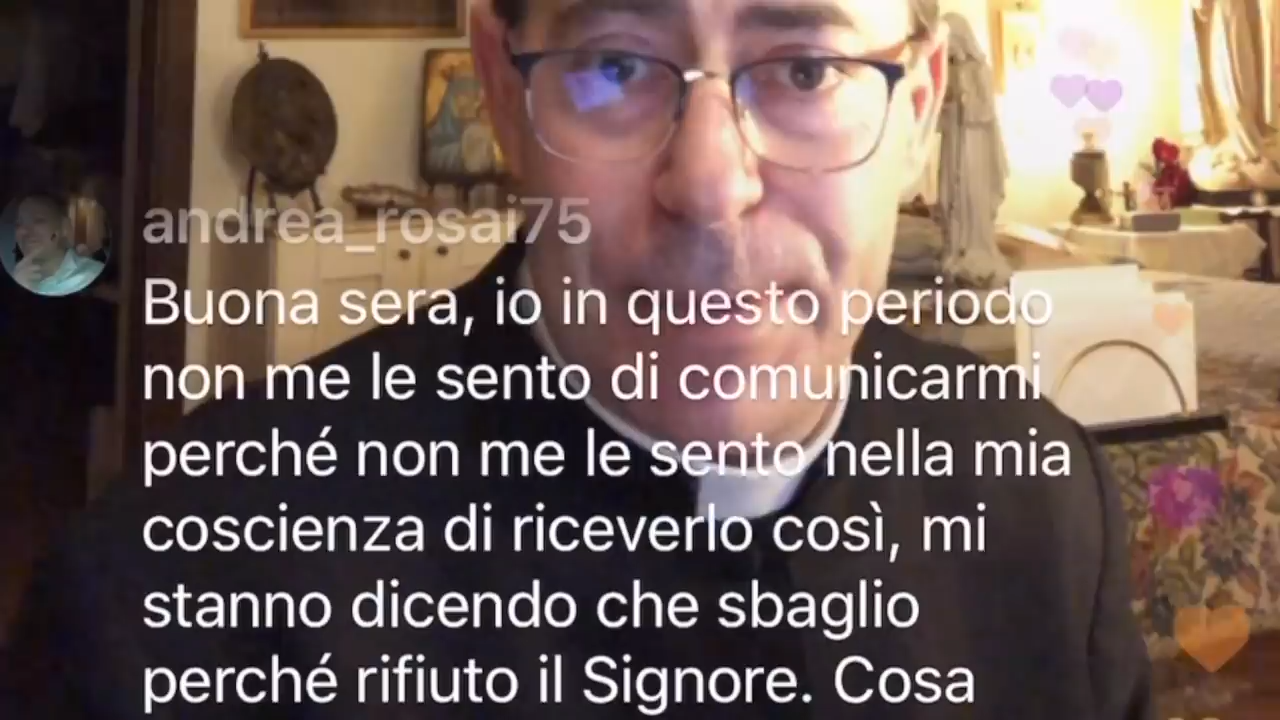 andrea_rosai75
Buona sera, io in questo periodo
non me le sento di comunicarmi
perché non me le sento nella mia
coscienza di riceverlo così, mi
stanno dicendo che sbaglio
perché rifiuto il Signore. Cosa